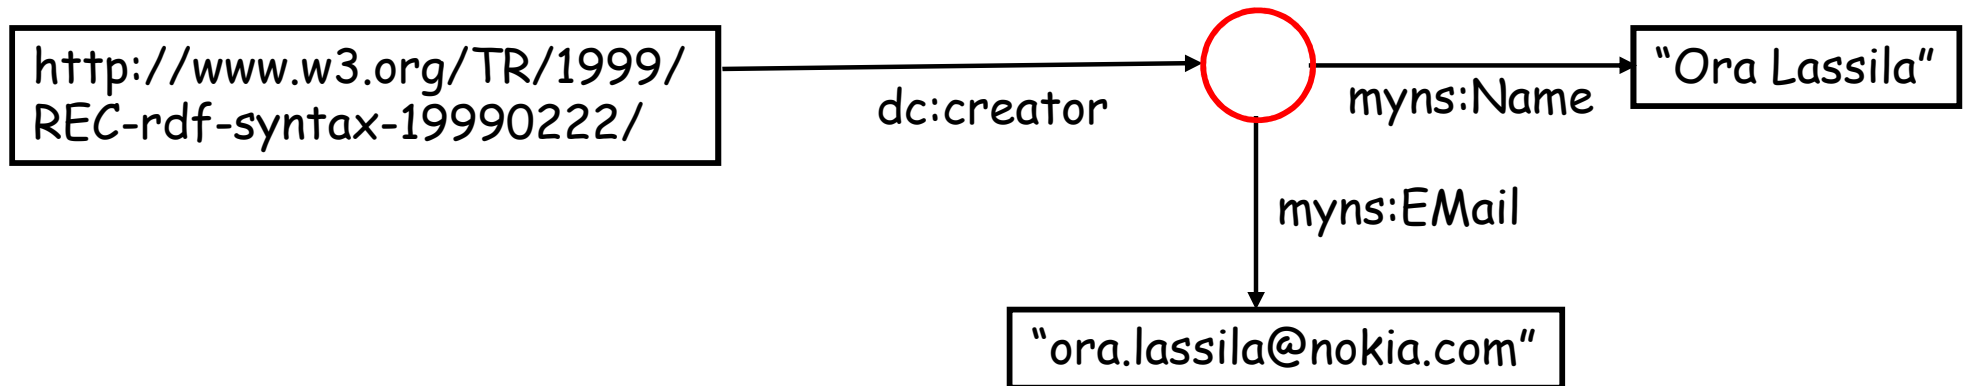 http://www.w3.org/TR/1999/
REC-rdf-syntax-19990222/
dc:creator
myns:Name
“Ora Lassila”
myns:EMail
“ora.lassila@nokia.com”